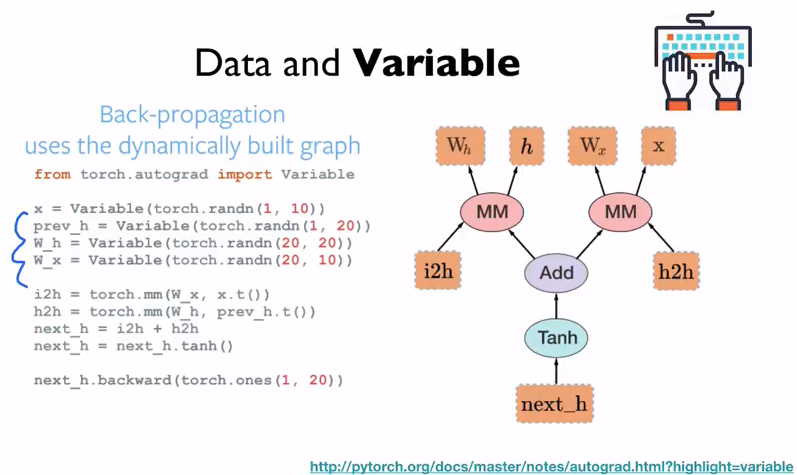 Data and Variable
Back-propagation
uses the dynamically built graph
from torch.autograd import Variable
x = Variable(torch.randn(1, 10))
prev_h = Variable(torch.randn(1, 20))
W_h = Variable(torch.randn(20, 20))
W_x = Variable(torch.randn(20, 10))
i2h = torch.mm(W_x, x.t())
h2h = torch.mm(W_h, prev_h.t())
next_h = i2h + h2h
next_h = next_h.tanh()
next_h.backward(torch.ones(1, 20))
W_h h W_x x
MM MM
i2h Add h2h
Tanh
next_h
http://pytorch.org/docs/master/notes/autograd.html?highlight=variable